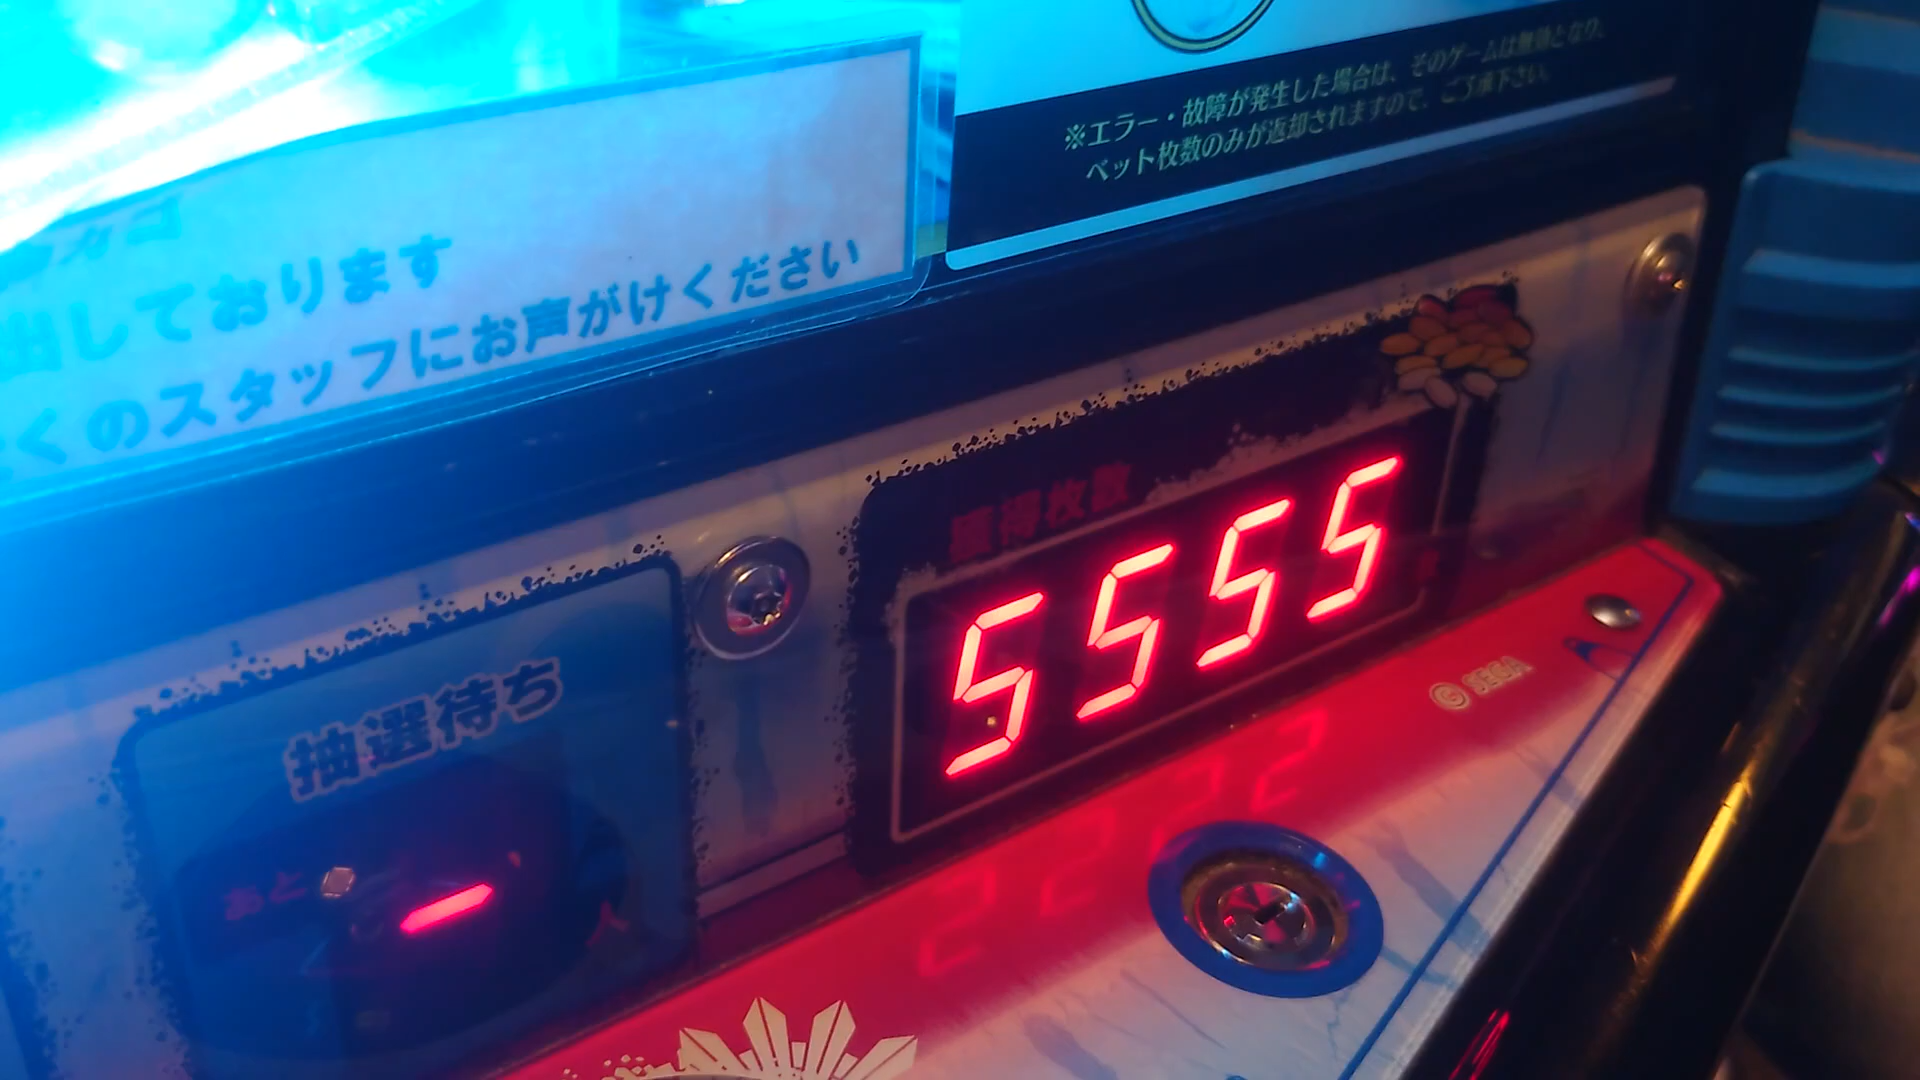 ※エラー・故障が発生した場合は、そのゲームは無効となり、
ベット枚数のみが返却されますので、ご了承下さい。
出しております
くのスタッフにお声がけください
獲得枚数
5555
© SEGA
抽選待ち
あと - 人